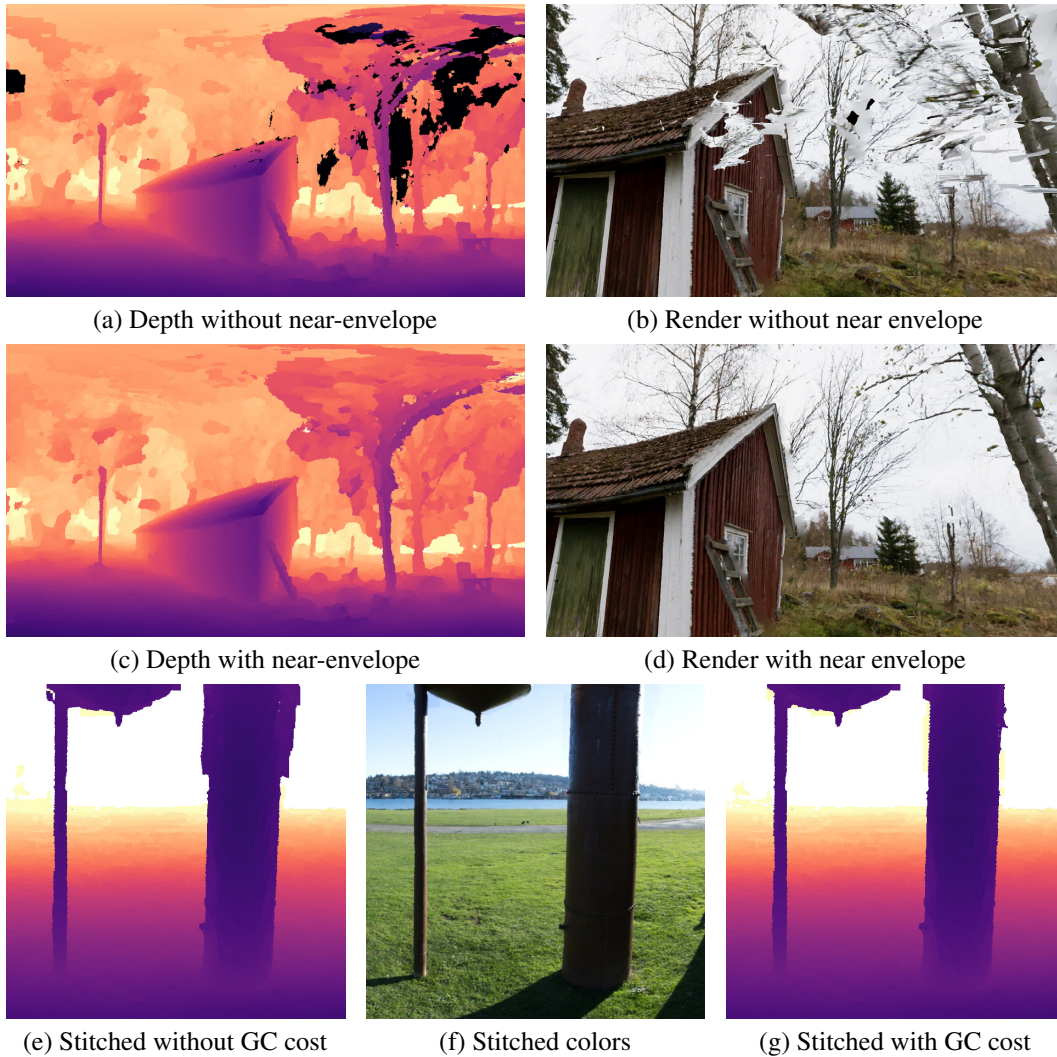 (a) Depth without near-envelope
(b) Render without near envelope
(c) Depth with near-envelope
(d) Render with near envelope
(e) Stitched without GC cost
(f) Stitched colors
(g) Stitched with GC cost